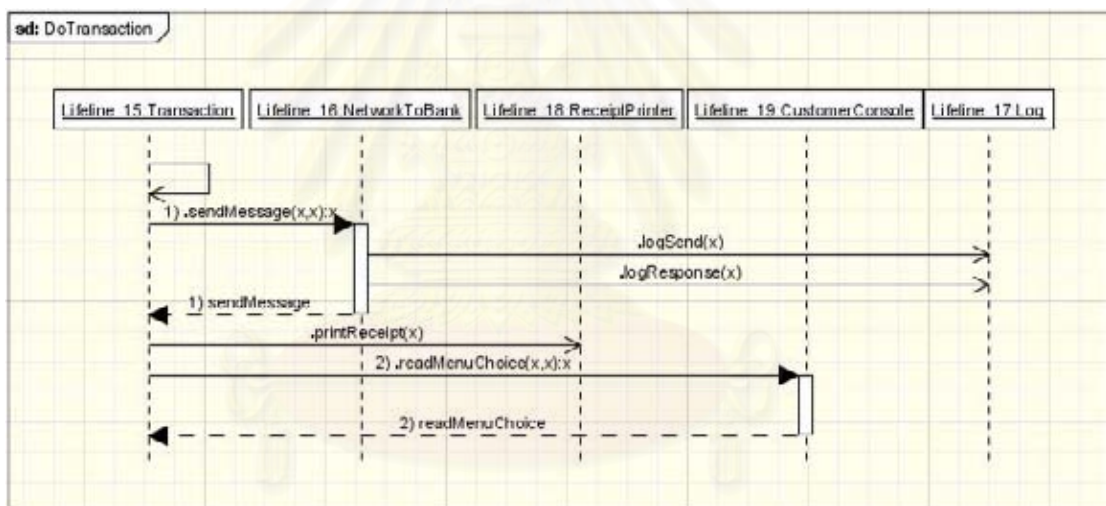 sd: DoTransaction
Lifeline_15.Transaction
Lifeline_16.NetworkToBank
Lifeline_18.ReceiptPrinter
Lifeline_19.CustomerConsole
Lifeline_17.Log
1) .sendMessage(x,x):x
.logSend(x)
.logResponse(x)
1) sendMessage
.printReceipt(x)
2) .readMenuChoice(x,x):x
2) readMenuChoice